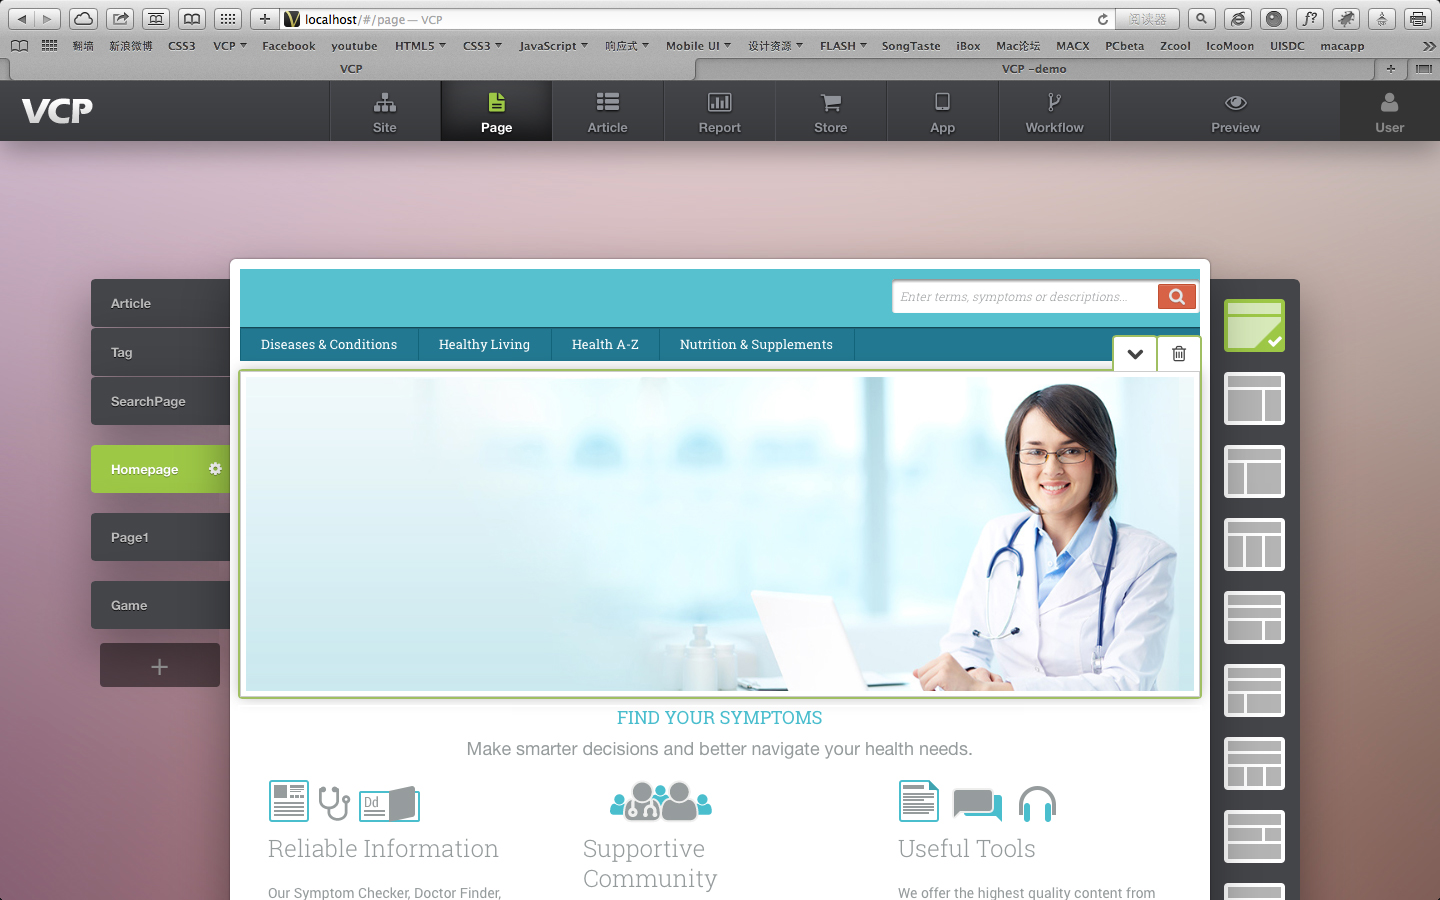 localhost/#/page — VCP
阅读器
f?
翻墙 新浪微博 CSS3 VCP Facebook youtube HTML5 CSS3 JavaScript 响应式 Mobile UI 设计资源 FLASH SongTaste iBox Mac论坛 MACX PCbeta Zcool IcoMoon UISDC macapp
VCP
VCP -demo
VCP
Site
Page
Article
Report
Store
App
Workflow
Preview
User
Article
Tag
SearchPage
Homepage
Page1
Game
Enter terms, symptoms or descriptions...
Diseases & Conditions
Healthy Living
Health A-Z
Nutrition & Supplements
FIND YOUR SYMPTOMS
Make smarter decisions and better navigate your health needs.
Dd
Reliable Information
Our Symptom Checker, Doctor Finder,
Supportive
Community
Useful Tools
We offer the highest quality content from